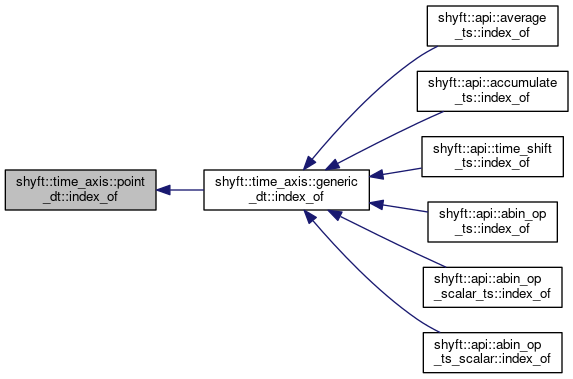 shyft::api::average
_ts::index_of
shyft::api::accumulate
_ts::index_of
shyft::api::time_shift
_ts::index_of
shyft::time_axis::point
_dt::index_of
shyft::time_axis::generic
_dt::index_of
shyft::api::abin_op
_ts::index_of
shyft::api::abin_op
_scalar_ts::index_of
shyft::api::abin_op
_ts_scalar::index_of